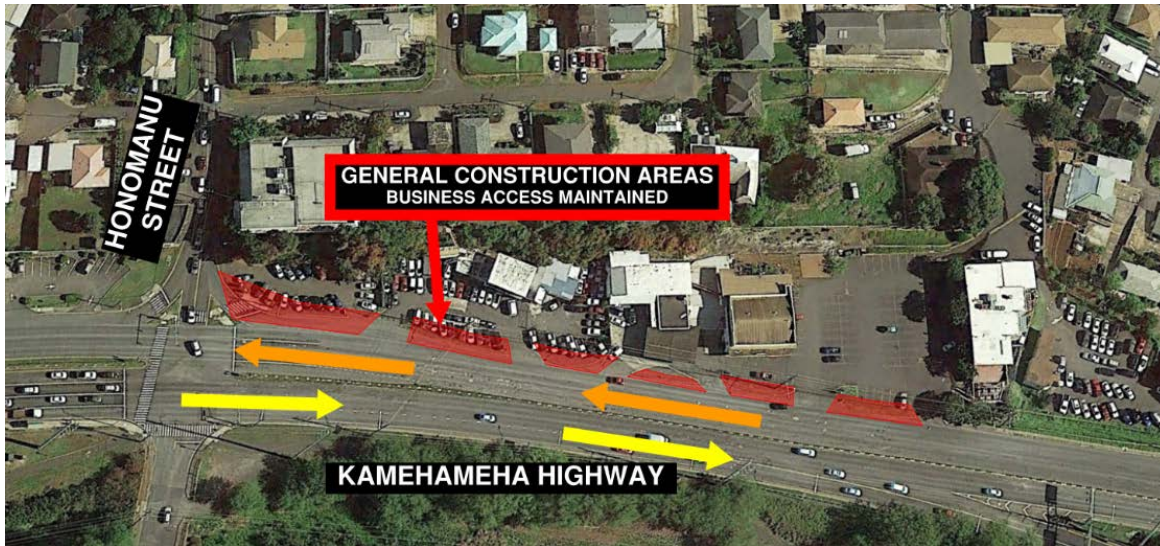 HONOMANU
STREET
GENERAL CONSTRUCTION AREAS
BUSINESS ACCESS MAINTAINED
KAMEHAMEHA HIGHWAY